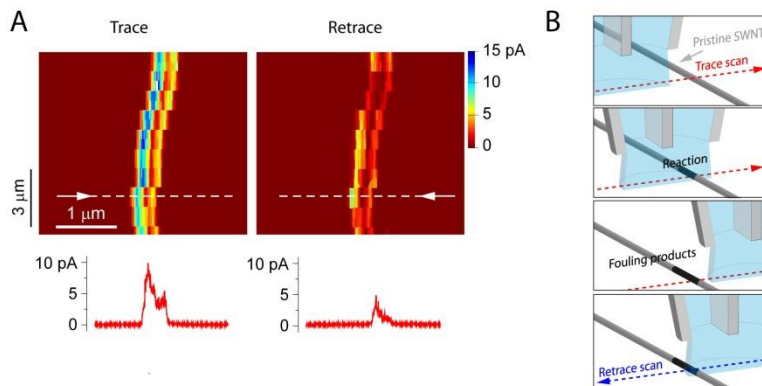 A
Trace
Retrace
15 pA
10
5
0
3 μm
1 μm
10 pA
5
0
10 pA
5
0
B
Pristine SWNT
Trace scan
Reaction
Fouling products
Retrace scan